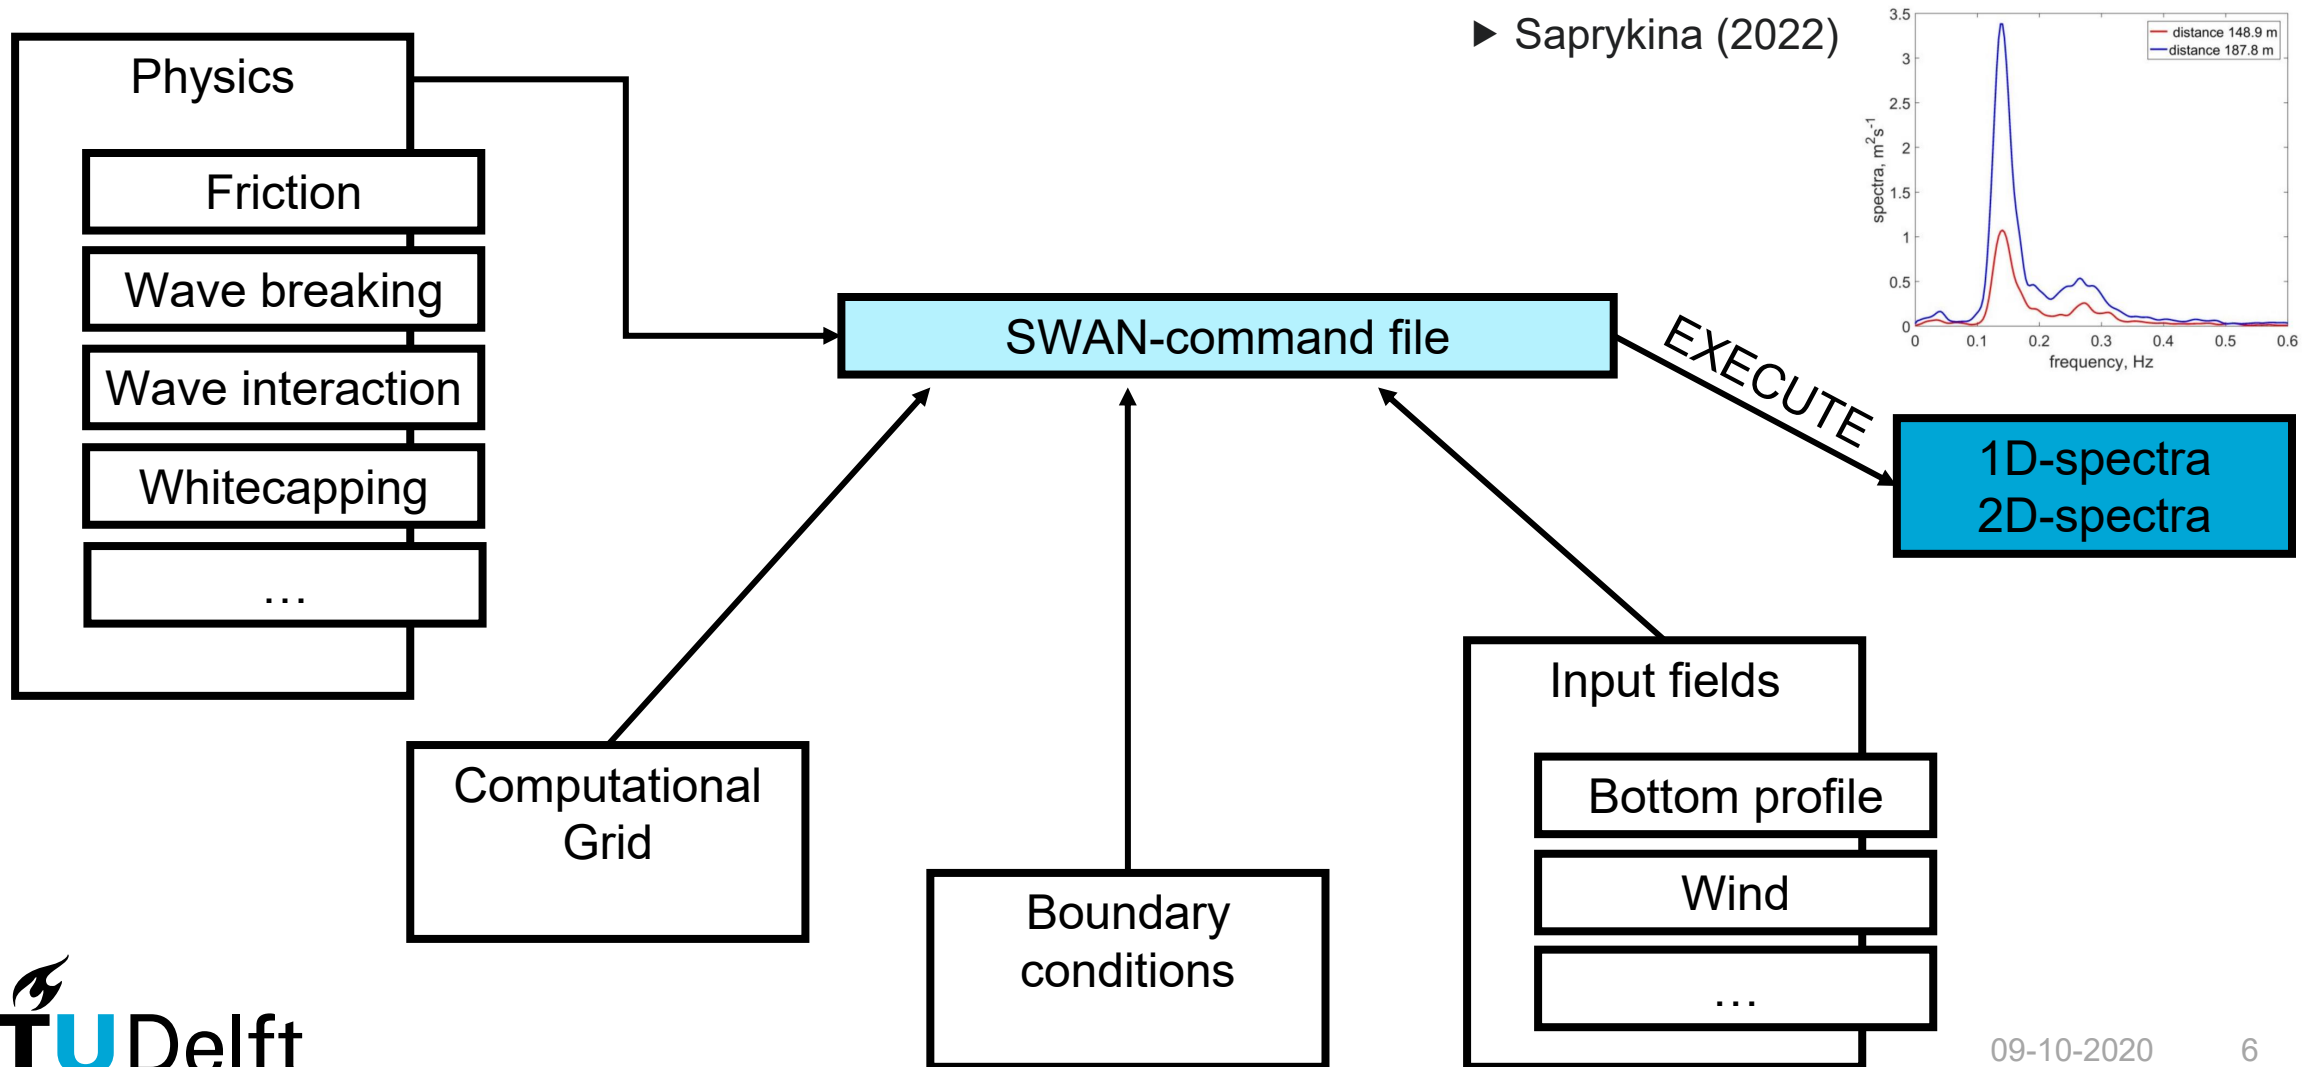 Physics
Friction
Wave breaking
Wave interaction
Whitecapping
…
SWAN-command file
EXECUTE
1D-spectra
2D-spectra
► Saprykina (2022)
3.5
3
2.5
2
1.5
1
0.5
0
spectra, m²s⁻¹
distance 148.9 m
distance 187.8 m
0 0.1 0.2 0.3 0.4 0.5 0.6
frequency, Hz
Computational
Grid
Boundary
conditions
Input fields
Bottom profile
Wind
…
TUDelft
09-10-2020 6